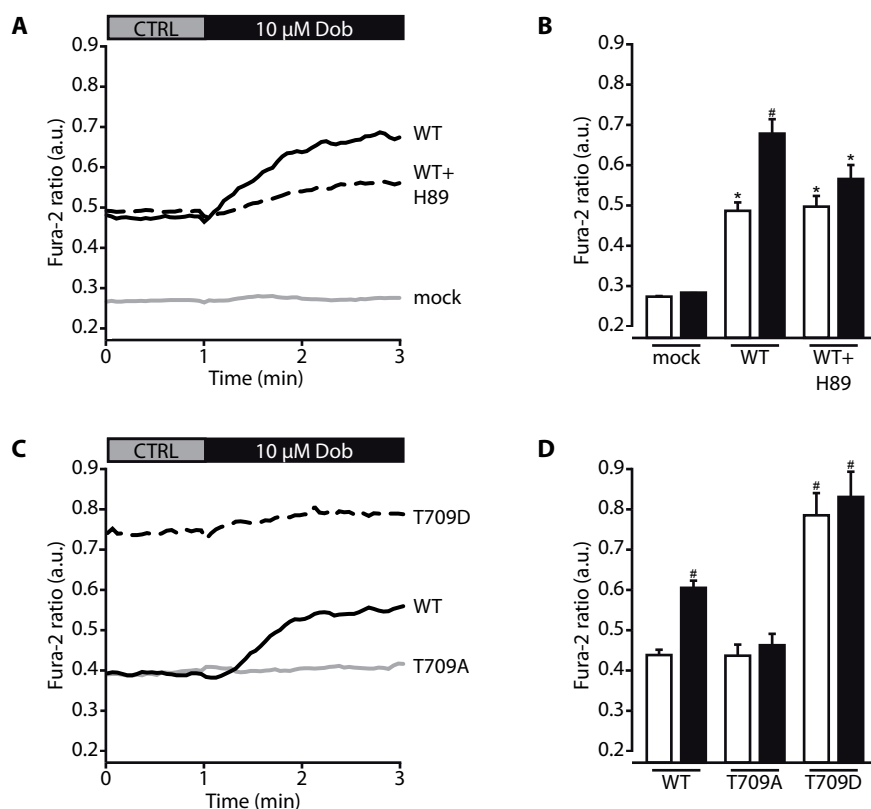 A
CTRL
10 µM Dob
0.9
0.8
0.7
0.6
0.5
0.4
0.3
0.2
Fura-2 ratio (a.u.)
WT
WT+
H89
mock
0
1
2
3
Time (min)
B
0.9
0.8
0.7
0.6
0.5
0.4
0.3
0.2
Fura-2 ratio (a.u.)
*
#
*
*
mock
WT
WT+
H89
C
CTRL
10 µM Dob
0.9
0.8
0.7
0.6
0.5
0.4
0.3
0.2
Fura-2 ratio (a.u.)
T709D
WT
T709A
0
1
2
3
Time (min)
D
0.9
0.8
0.7
0.6
0.5
0.4
0.3
0.2
Fura-2 ratio (a.u.)
#
#
#
WT
T709A
T709D